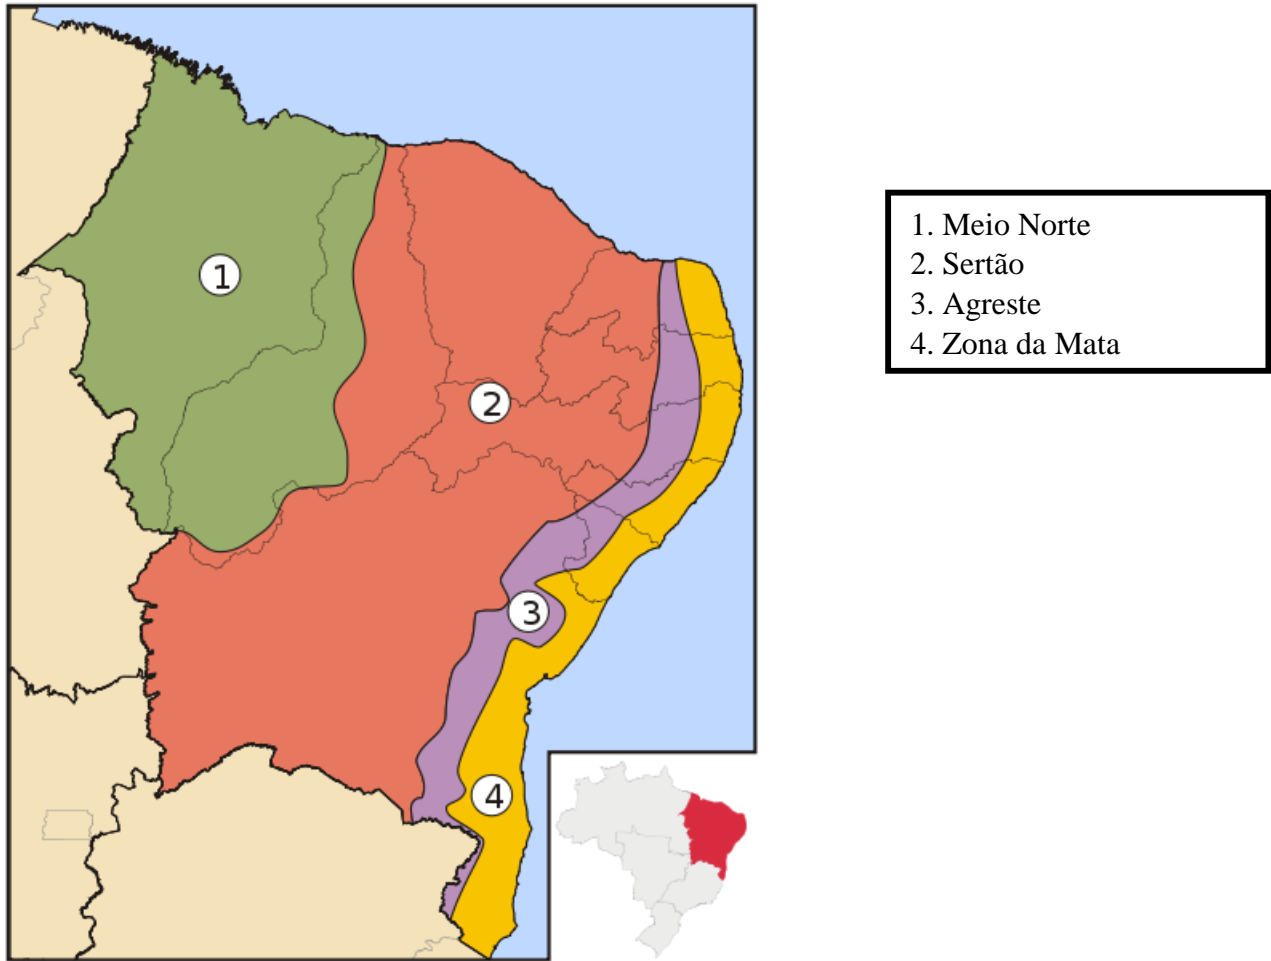 1
2
3
4
1. Meio Norte
2. Sertão
3. Agreste
4. Zona da Mata